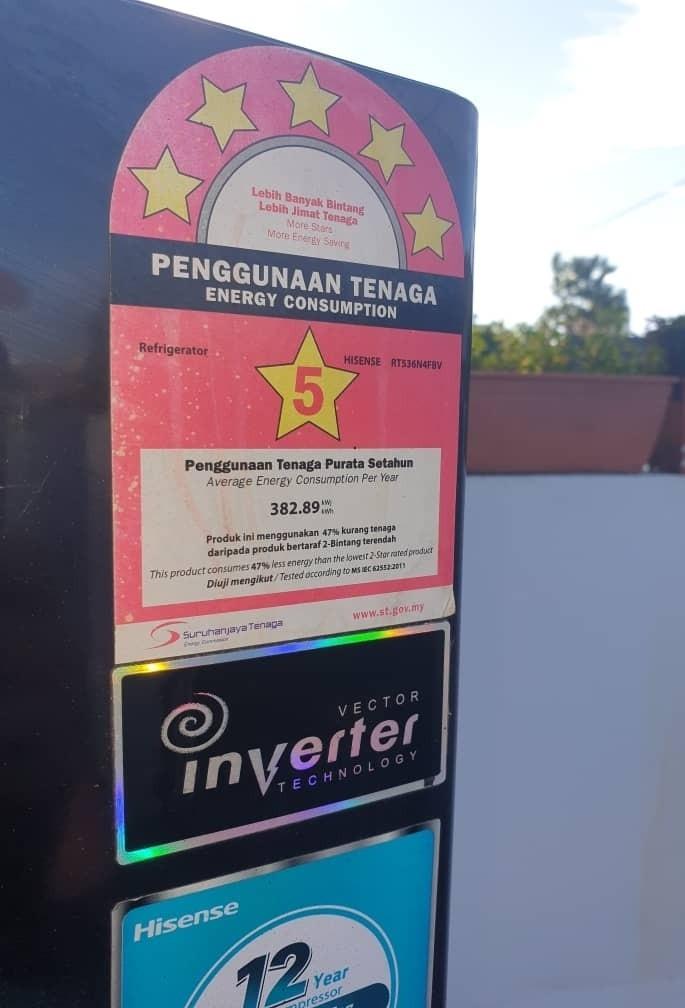 Lebih Banyak Bintang
Lebih Jimat Tenaga
More Stars
More Energy Saving
PENGGUNAAN TENAGA
ENERGY CONSUMPTION
Refrigerator
HISENSE RT536N4FBV
5
Penggunaan Tenaga Purata Setahun
Average Energy Consumption Per Year
382.89 kWj
kWh
Produk ini menggunakan 47% kurang tenaga
daripada produk bertaraf 2-Bintang terendah
This product consumes 47% less energy than the lowest 2-Star rated product
Diuji mengikut / Tested according to MS IEC 62552:2011
Suruhanjaya Tenaga
Energy Commission
www.st.gov.my
VECTOR
inverter
TECHNOLOGY
Hisense
12 Year